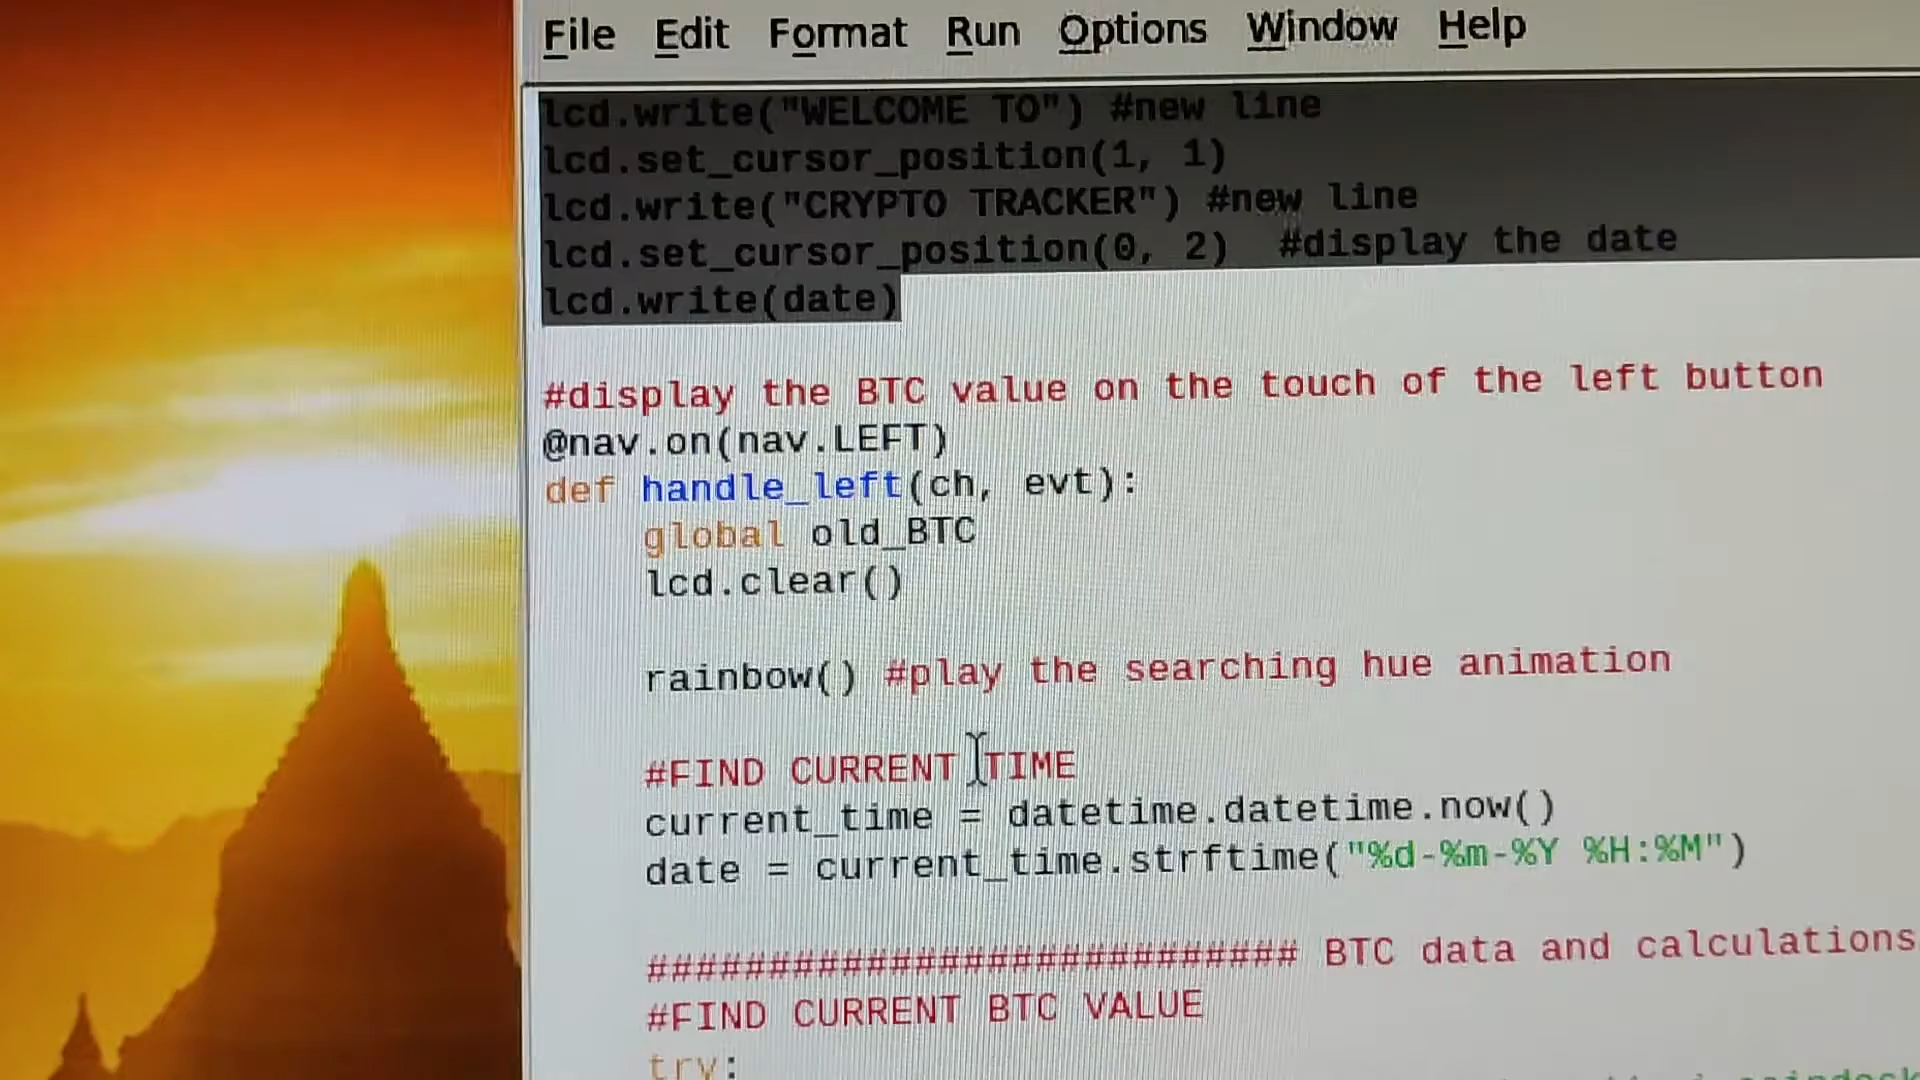 File Edit Format Run Options Window Help
lcd.write("WELCOME TO") #new line
lcd.set_cursor_position(1, 1)
lcd.write("CRYPTO TRACKER") #new line
lcd.set_cursor_position(0, 2)  #display the date
lcd.write(date)
#display the BTC value on the touch of the left button
@nav.on(nav.LEFT)
def handle_left(ch, evt):
    global old_BTC
    lcd.clear()
    rainbow() #play the searching hue animation
    #FIND CURRENT TIME
    current_time = datetime.datetime.now()
    date = current_time.strftime("%d-%m-%Y %H:%M")
    ########################### BTC data and calculations
    #FIND CURRENT BTC VALUE
    try: